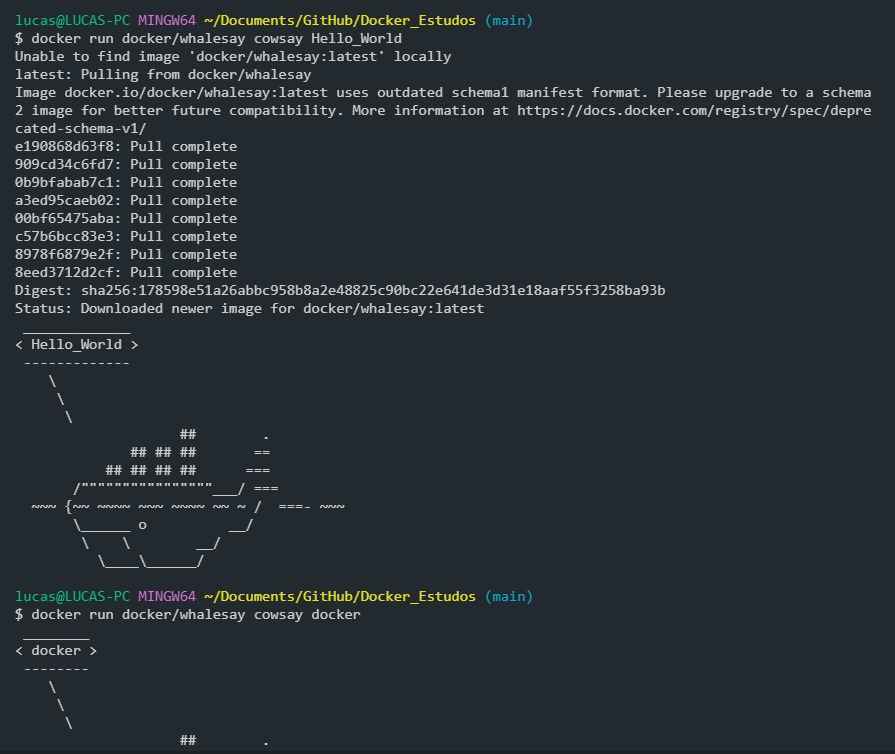 lucas@LUCAS-PC MINGW64 ~/Documents/GitHub/Docker_Estudos (main)
$ docker run docker/whalesay cowsay Hello_World
Unable to find image 'docker/whalesay:latest' locally
latest: Pulling from docker/whalesay
Image docker.io/docker/whalesay:latest uses outdated schema1 manifest format. Please upgrade to a schema
2 image for better future compatibility. More information at https://docs.docker.com/registry/spec/depre
cated-schema-v1/
e190868d63f8: Pull complete
909cd34c6fd7: Pull complete
0b9bfabab7c1: Pull complete
a3ed95caeb02: Pull complete
00bf65475aba: Pull complete
c57b6bcc83e3: Pull complete
8978f6879e2f: Pull complete
8eed3712d2cf: Pull complete
Digest: sha256:178598e51a26abbc958b8a2e48825c90bc22e641de3d31e18aaf55f3258ba93b
Status: Downloaded newer image for docker/whalesay:latest
 _____________
< Hello_World >
 -------------
    \
     \
      \
                    ##        .
              ## ## ##       ==
           ## ## ## ##      ===
       /""""""""""""""""___/ ===
  ~~~ {~~ ~~~~ ~~~ ~~~~ ~~ ~ /  ===- ~~~
       \______ o          __/
        \    \        __/
          \____\______/
lucas@LUCAS-PC MINGW64 ~/Documents/GitHub/Docker_Estudos (main)
$ docker run docker/whalesay cowsay docker
 ________
< docker >
 --------
    \
     \
      \
                    ##        .